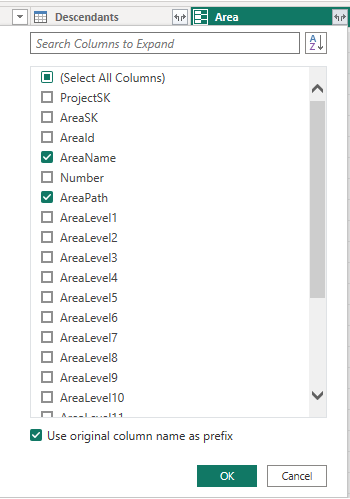 Descendants Area
Search Columns to Expand
A
Z
(Select All Columns)
ProjectSK
AreaSK
AreaId
AreaName
Number
AreaPath
AreaLevel1
AreaLevel2
AreaLevel3
AreaLevel4
AreaLevel5
AreaLevel6
AreaLevel7
AreaLevel8
AreaLevel9
AreaLevel10
AreaLevel11
Use original column name as prefix
OK Cancel